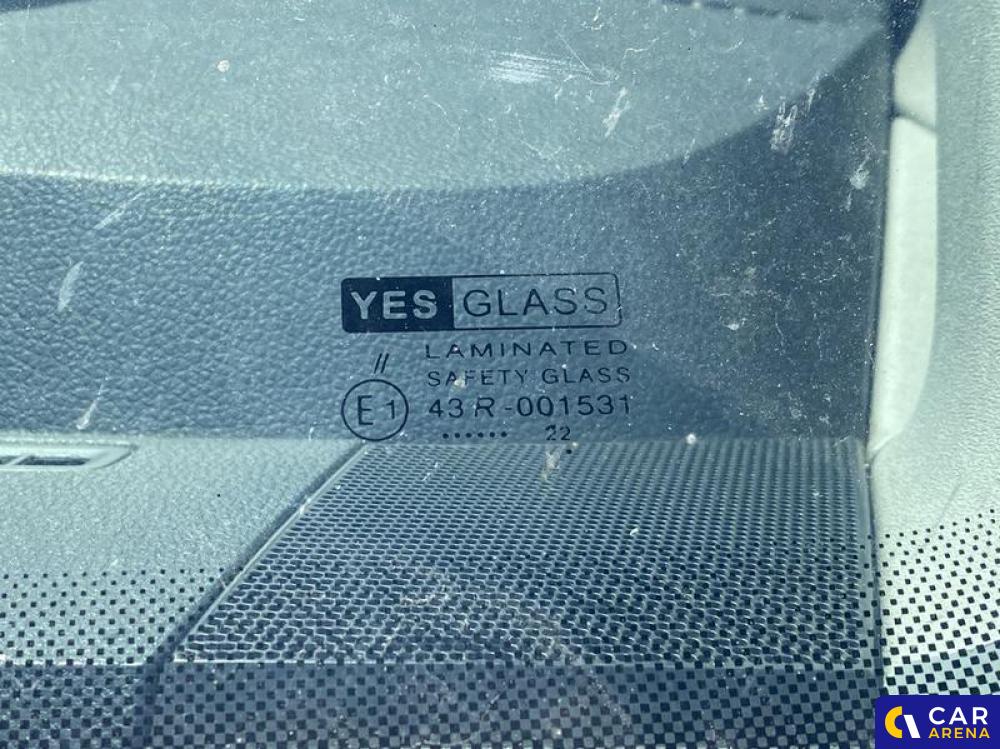 YES GLASS
//
LAMINATED
SAFETY GLASS
E1 43R-001531
...... 22
CAR
ARENA